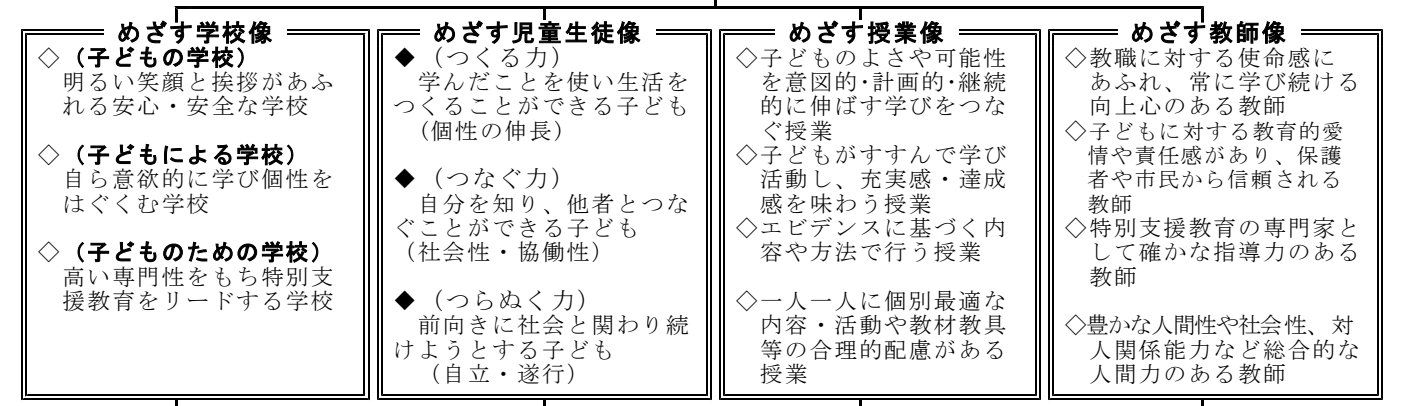 めざす学校像
◇（子どもの学校）
明るい笑顔と挨拶があふ
れる安心・安全な学校
◇（子どもによる学校）
自ら意欲的に学び個性を
はぐくむ学校
◇（子どものための学校）
高い専門性をもち特別支
援教育をリードする学校
めざす児童生徒像
◆（つくる力）
学んだことを使い生活を
つくることができる子ども
（個性の伸長）
◆（つなぐ力）
自分を知り、他者とつな
ぐことができる子ども
（社会性・協働性）
◆（つらぬく力）
前向きに社会と関わり続
けようとする子ども
（自立・遂行）
めざす授業像
◇子どものよさや可能性
を意図的・計画的・継続
的に伸ばす学びをつな
ぐ授業
◇子どもがすすんで学び
活動し、充実感・達成
感を味わう授業
◇エビデンスに基づく内
容や方法で行う授業
◇一人一人に個別最適な
内容・活動や教材教具
等の合理的配慮がある
授業
めざす教師像
◇教職に対する使命感に
あふれ、常に学び続ける
向上心のある教師
◇子どもに対する教育的愛
情や責任感があり、保護
者や市民から信頼される
教師
◇特別支援教育の専門家と
して確かな指導力のある
教師
◇豊かな人間性や社会性、対
人関係能力など総合的な
人間力のある教師